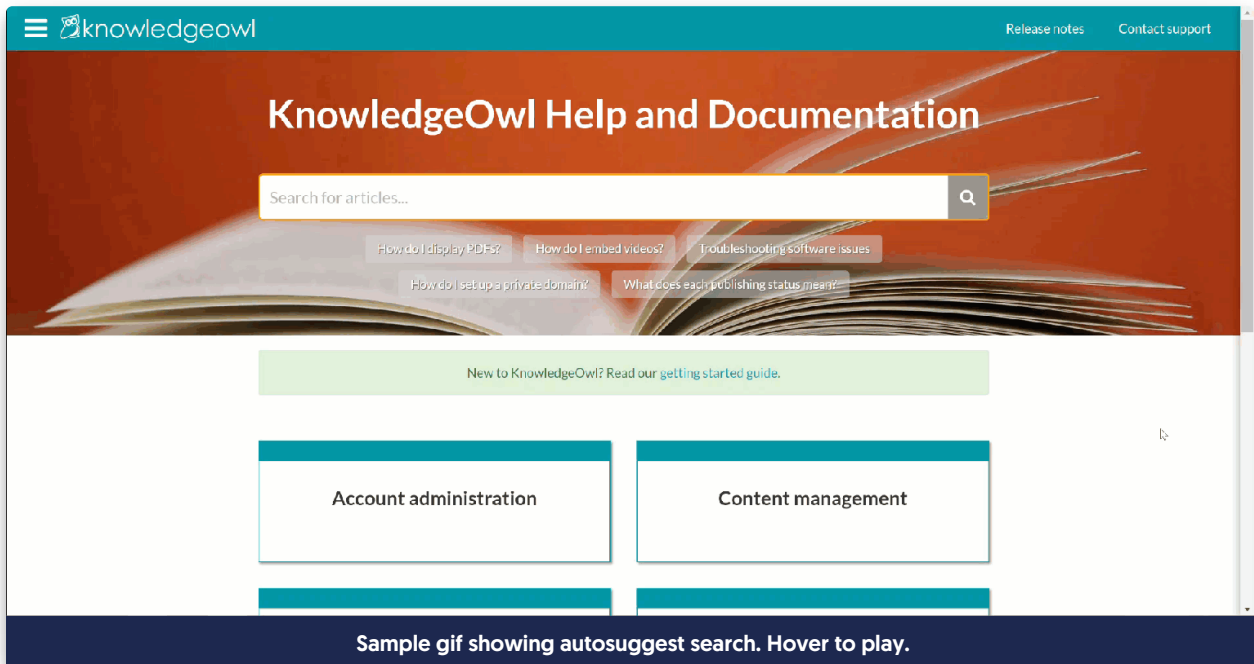 knowledgeowl
Release notes Contact support
KnowledgeOwl Help and Documentation
Search for articles...
How do I display PDFs? How do I embed videos? Troubleshooting software issues
How do I set up a private domain? What does each publishing status mean?
New to KnowledgeOwl? Read our getting started guide.
Account administration Content management
Sample gif showing autosuggest search. Hover to play.